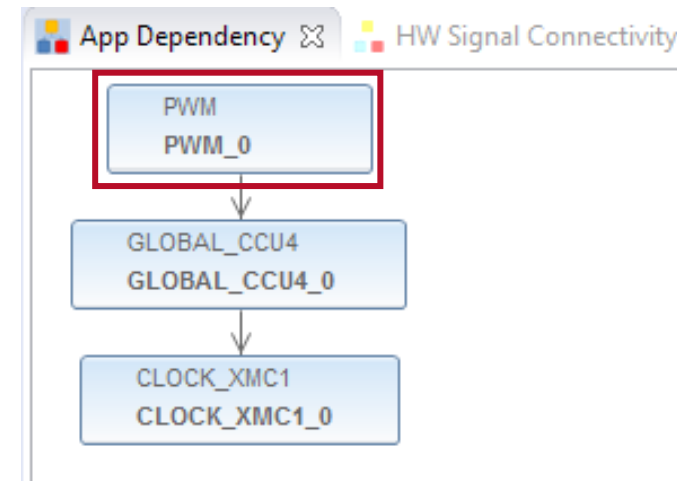 App Dependency HW Signal Connectivity
PWM
PWM_0
GLOBAL_CCU4
GLOBAL_CCU4_0
CLOCK_XMC1
CLOCK_XMC1_0